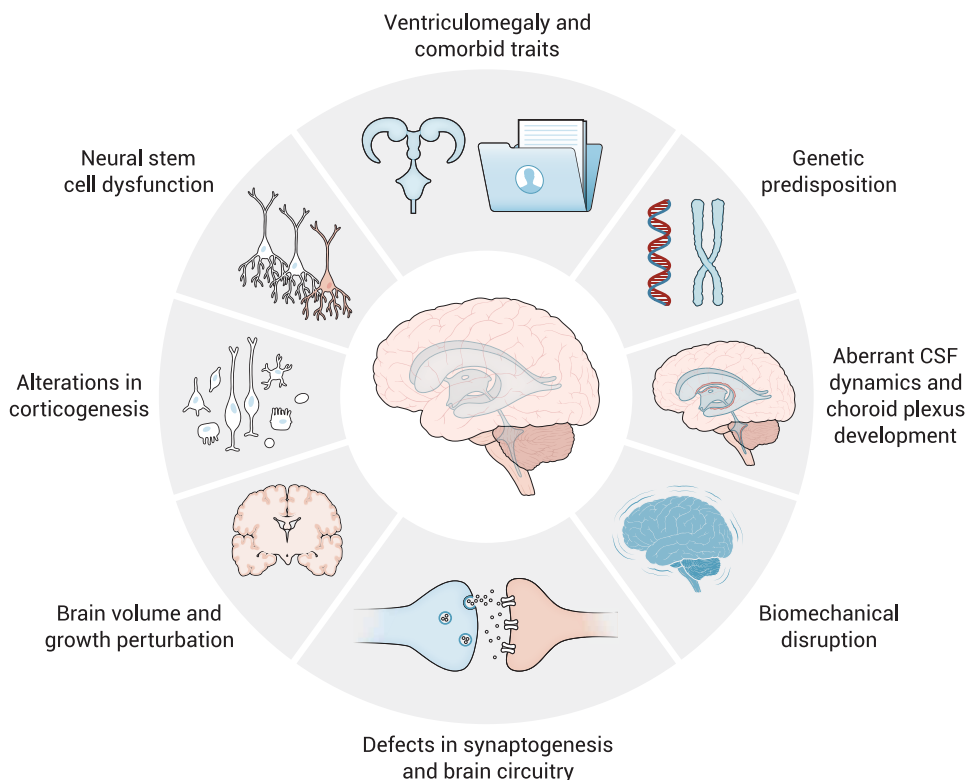 Ventriculomegaly and
comorbid traits
Neural stem
cell dysfunction
Genetic
predisposition
Alterations in
corticogenesis
Aberrant CSF
dynamics and
choroid plexus
development
Brain volume and
growth perturbation
Biomechanical
disruption
Defects in synaptogenesis
and brain circuitry